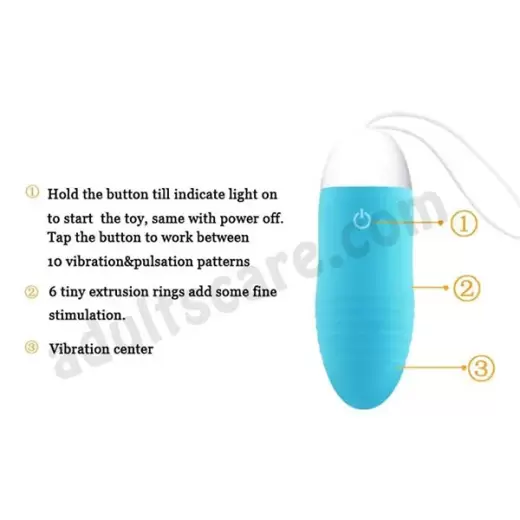 ① Hold the button till indicate light on
to start the toy, same with power off.
Tap the button to work between
10 vibration&pulsation patterns
② 6 tiny extrusion rings add some fine
stimulation.
③ Vibration center
①
②
③
adultscare.com